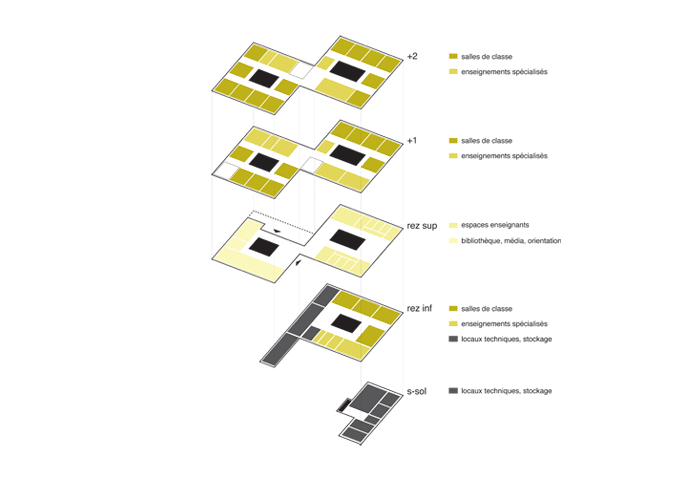 +2
salles de classe
enseignements spécialisés
+1
salles de classe
enseignements spécialisés
rez sup
espaces enseignants
bibliothèque, média, orientation
rez inf
salles de classe
enseignements spécialisés
locaux techniques, stockage
s-sol
locaux techniques, stockage